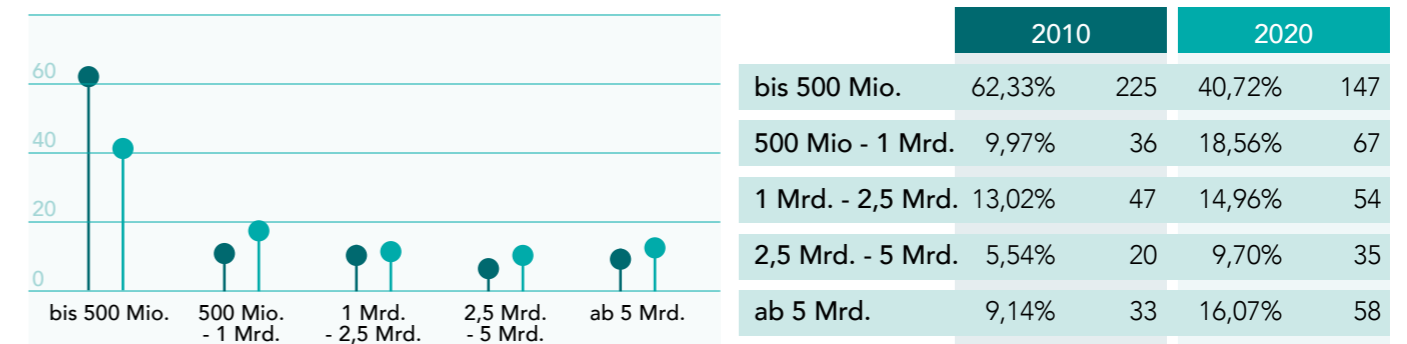 60
40
20
0
bis 500 Mio.
500 Mio.
- 1 Mrd.
1 Mrd.
- 2,5 Mrd.
2,5 Mrd.
- 5 Mrd.
ab 5 Mrd.
2010 2020
bis 500 Mio. 62,33% 225 40,72% 147
500 Mio - 1 Mrd. 9,97% 36 18,56% 67
1 Mrd. - 2,5 Mrd. 13,02% 47 14,96% 54
2,5 Mrd. - 5 Mrd. 5,54% 20 9,70% 35
ab 5 Mrd. 9,14% 33 16,07% 58